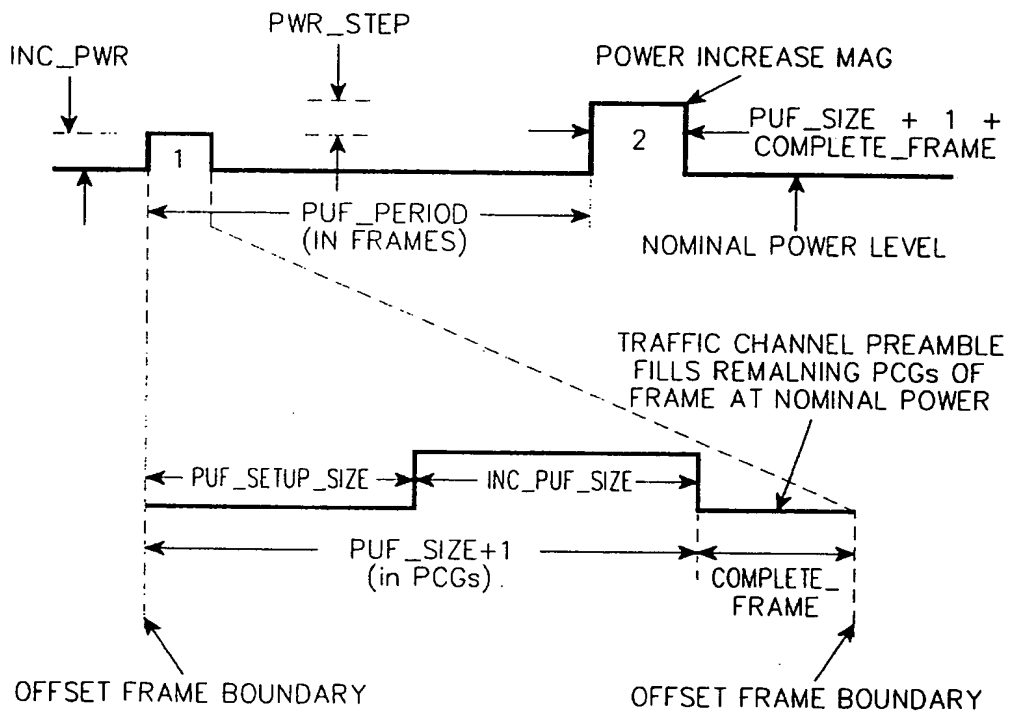 PWR_STEP
INC_PWR
POWER INCREASE MAG
1
2
PUF_SIZE + 1 +
COMPLETE_FRAME
PUF_PERIOD
(IN FRAMES)
NOMINAL POWER LEVEL
TRAFFIC CHANNEL PREAMBLE
FILLS REMALNING PCGs OF
FRAME AT NOMINAL POWER
PUF_SETUP_SIZE
INC_PUF_SIZE
PUF_SIZE+1
(in PCGs)
COMPLETE_
FRAME
OFFSET FRAME BOUNDARY
OFFSET FRAME BOUNDARY